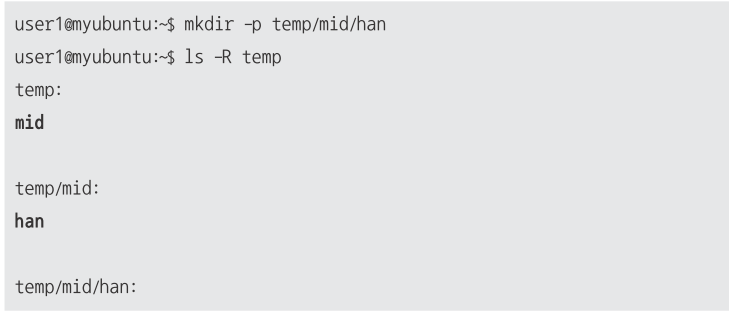 user1@myubuntu:~$ mkdir -p temp/mid/han
user1@myubuntu:~$ ls -R temp
temp:
mid
temp/mid:
han
temp/mid/han: